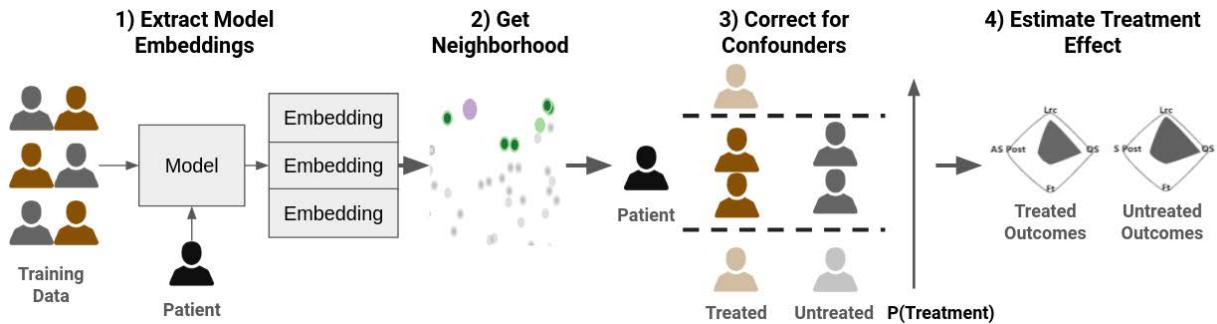 1) Extract Model
Embeddings
2) Get
Neighborhood
3) Correct for
Confounders
4) Estimate Treatment
Effect
Training
Data
Model
Patient
Embedding
Embedding
Embedding
Patient
Treated
Untreated
P(Treatment)
Lrc
AS Post
QS
Ft
Treated
Outcomes
Lrc
S Post
QS
Ft
Untreated
Outcomes